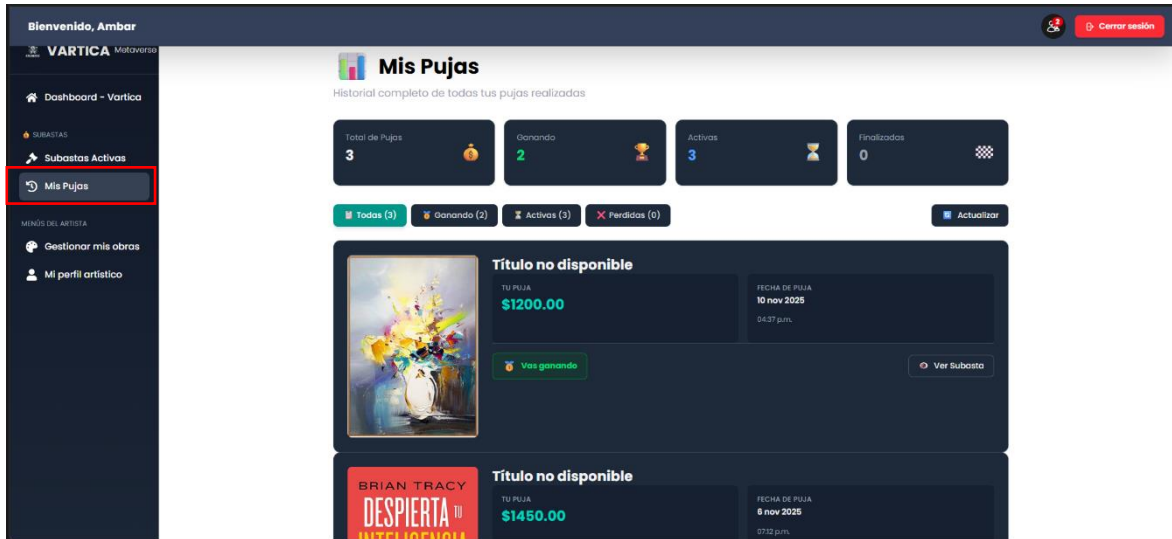 Bienvenido, Ambar
2
Cerrar sesión
VARTICA Metaverso
Dashboard - Vartica
SUBASTAS
Subastas Activas
Mis Pujas
MENÚS DEL ARTISTA
Gestionar mis obras
Mi perfil artístico
Mis Pujas
Historial completo de todas tus pujas realizadas
Total de Pujas
3
Ganando
2
Activas
3
Finalizadas
0
Todas (3)
Ganando (2)
Activas (3)
Perdidas (0)
Actualizar
Título no disponible
TU PUJA
$1200.00
FECHA DE PUJA
10 nov 2025
04:37 p.m.
Vas ganando
Ver Subasta
BRIAN TRACY
DESPIERTA TU
INTELIGENCIA
Título no disponible
TU PUJA
$1450.00
FECHA DE PUJA
6 nov 2025
07:12 p.m.